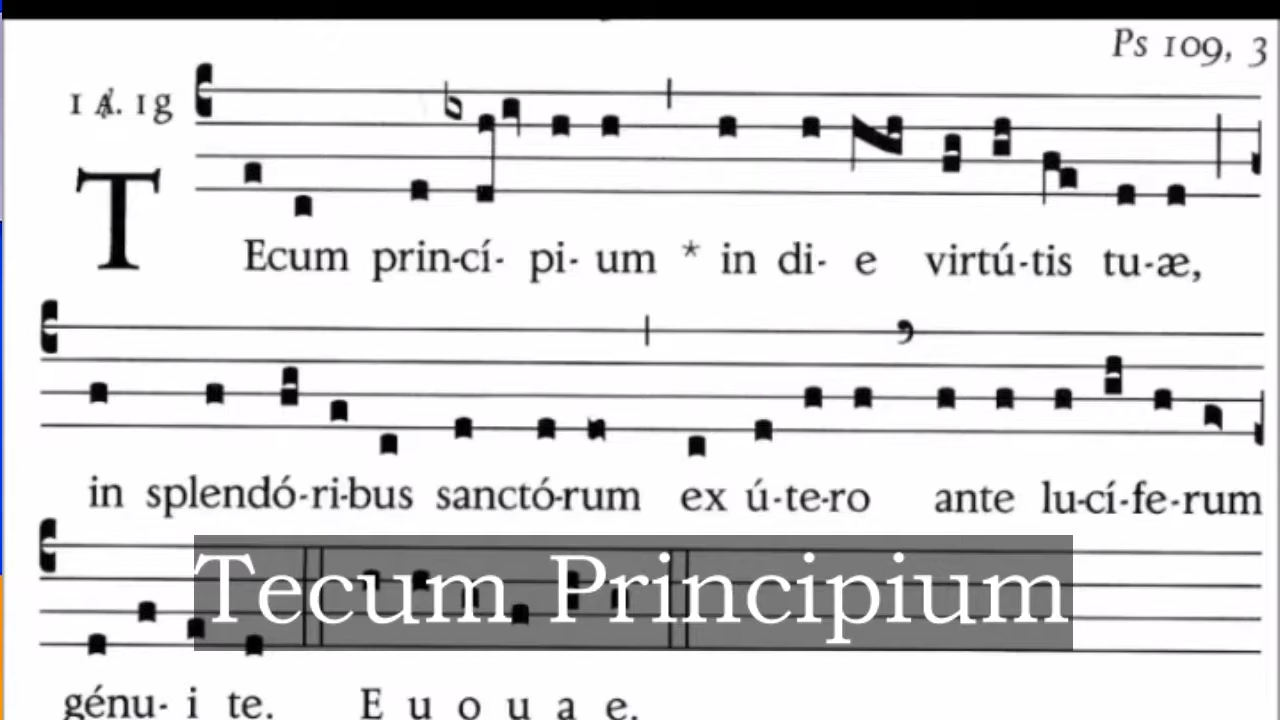 Ps 109, 3
1 A. 1 g
TEcum prin-cí- pi- um * in di- e virtú-tis tu-æ,
in splendó-ri-bus sanctó-rum ex ú-te-ro ante lu-cí-fe-rum
Tecum Principium
génu- i te. E u o u a e.